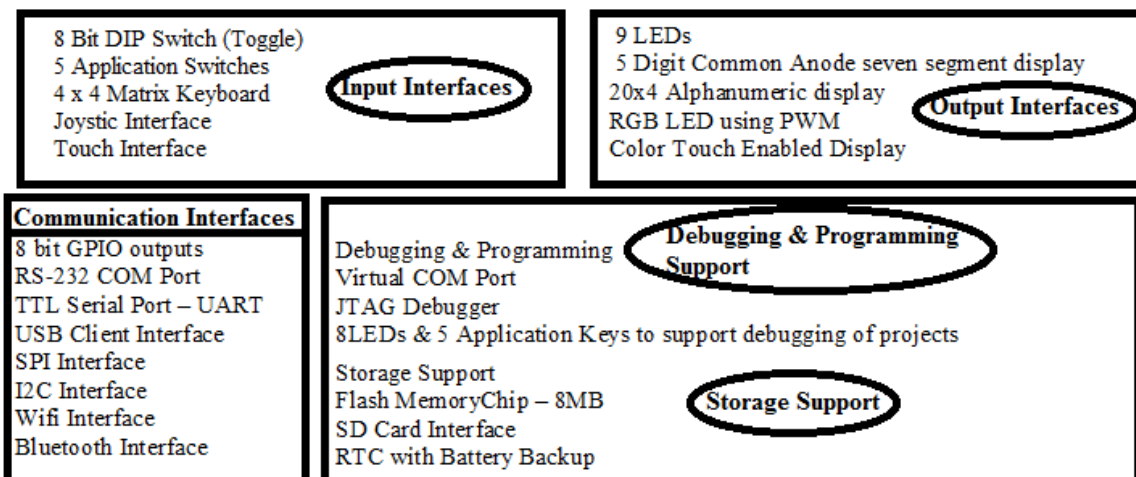 8 Bit DIP Switch (Toggle)
5 Application Switches
4 x 4 Matrix Keyboard
Joystic Interface
Touch Interface
Input Interfaces
9 LEDs
5 Digit Common Anode seven segment display
20x4 Alphanumeric display
RGB LED using PWM
Color Touch Enabled Display
Output Interfaces
Communication Interfaces
8 bit GPIO outputs
RS-232 COM Port
TTL Serial Port – UART
USB Client Interface
SPI Interface
I2C Interface
Wifi Interface
Bluetooth Interface
Debugging & Programming
Support
Debugging & Programming
Virtual COM Port
JTAG Debugger
8LEDs & 5 Application Keys to support debugging of projects
Storage Support
Flash MemoryChip – 8MB
SD Card Interface
RTC with Battery Backup
Storage Support